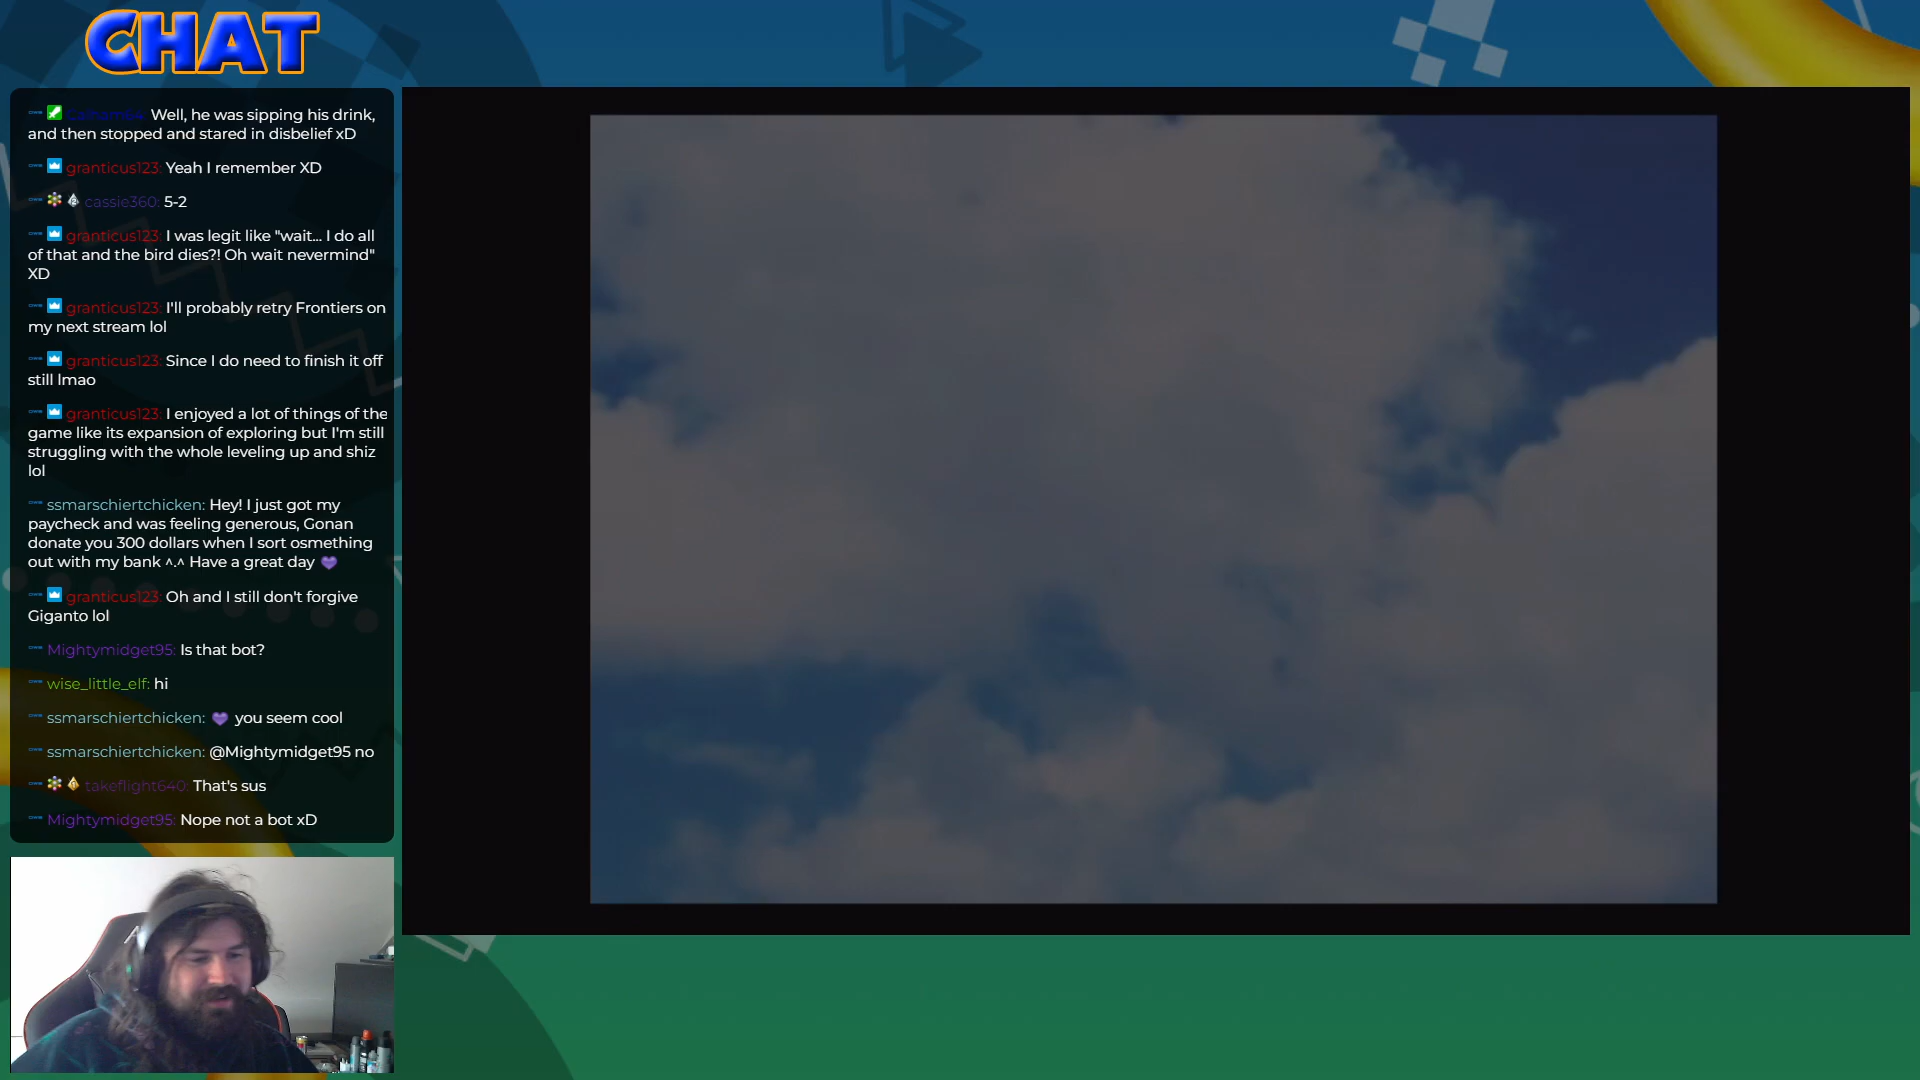 CHAT
Caiham64: Well, he was sipping his drink,
and then stopped and stared in disbelief xD
granticus123: Yeah I remember XD
cassie360: 5-2
granticus123: I was legit like "wait... I do all
of that and the bird dies?! Oh wait nevermind"
XD
granticus123: I'll probably retry Frontiers on
my next stream lol
granticus123: Since I do need to finish it off
still lmao
granticus123: I enjoyed a lot of things of the
game like its expansion of exploring but I'm still
struggling with the whole leveling up and shiz
lol
ssmarschiertchicken: Hey! I just got my
paycheck and was feeling generous, Gonan
donate you 300 dollars when I sort osmething
out with my bank ^.^ Have a great day
granticus123: Oh and I still don't forgive
Giganto lol
Mightymidget95: Is that bot?
wise_little_elf: hi
ssmarschiertchicken: you seem cool
ssmarschiertchicken: @Mightymidget95 no
takeflight640: That's sus
Mightymidget95: Nope not a bot xD